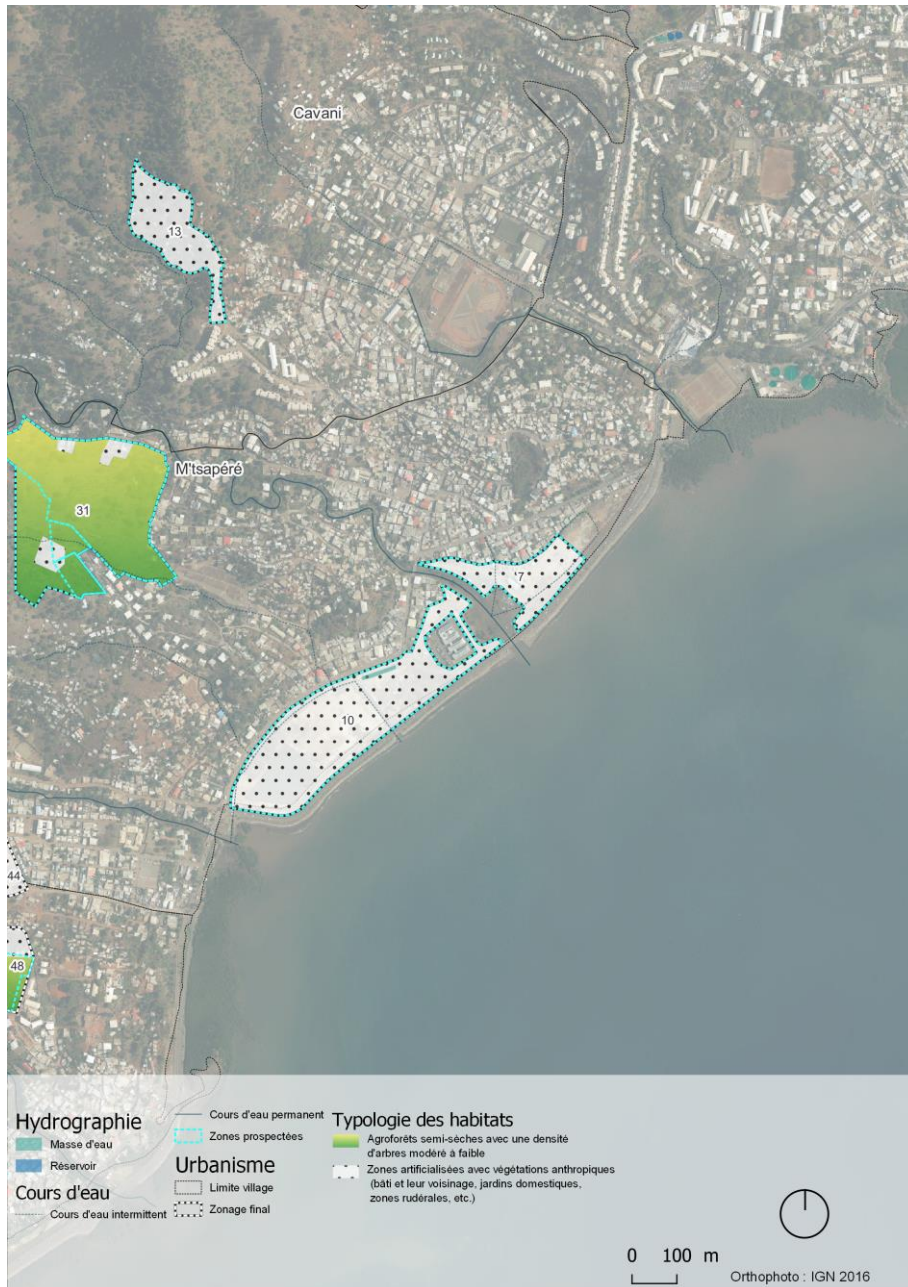 Cavani
13
M'tsapéré
31
7
10
44
48
Hydrographie
Masse d'eau
Réservoir
Cours d'eau
Cours d'eau intermittent
Cours d'eau permanent
Zones prospectées
Urbanisme
Limite village
Zonage final
Typologie des habitats
Agroforêts semi-sèches avec une densité
d'arbres modéré à faible
Zones artificialisées avec végétations anthropiques
(bâti et leur voisinage, jardins domestiques,
zones rudérales, etc.)
0 100 m
Orthophoto : IGN 2016